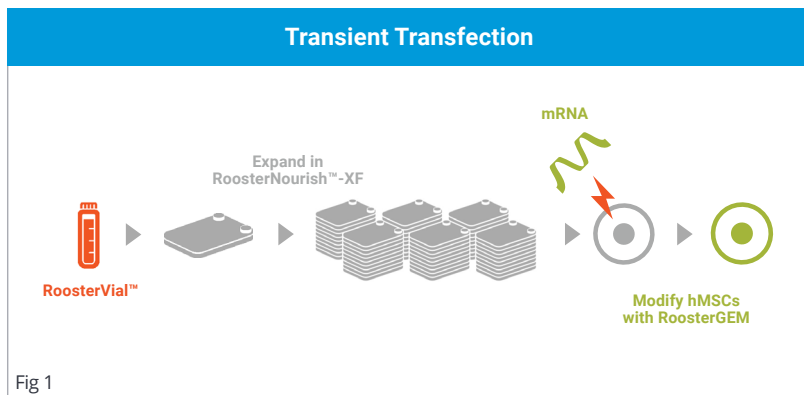 Transient Transfection
mRNA
Expand in
RoosterNourish™-XF
RoosterVial™
Modify hMSCs
with RoosterGEM
Fig 1